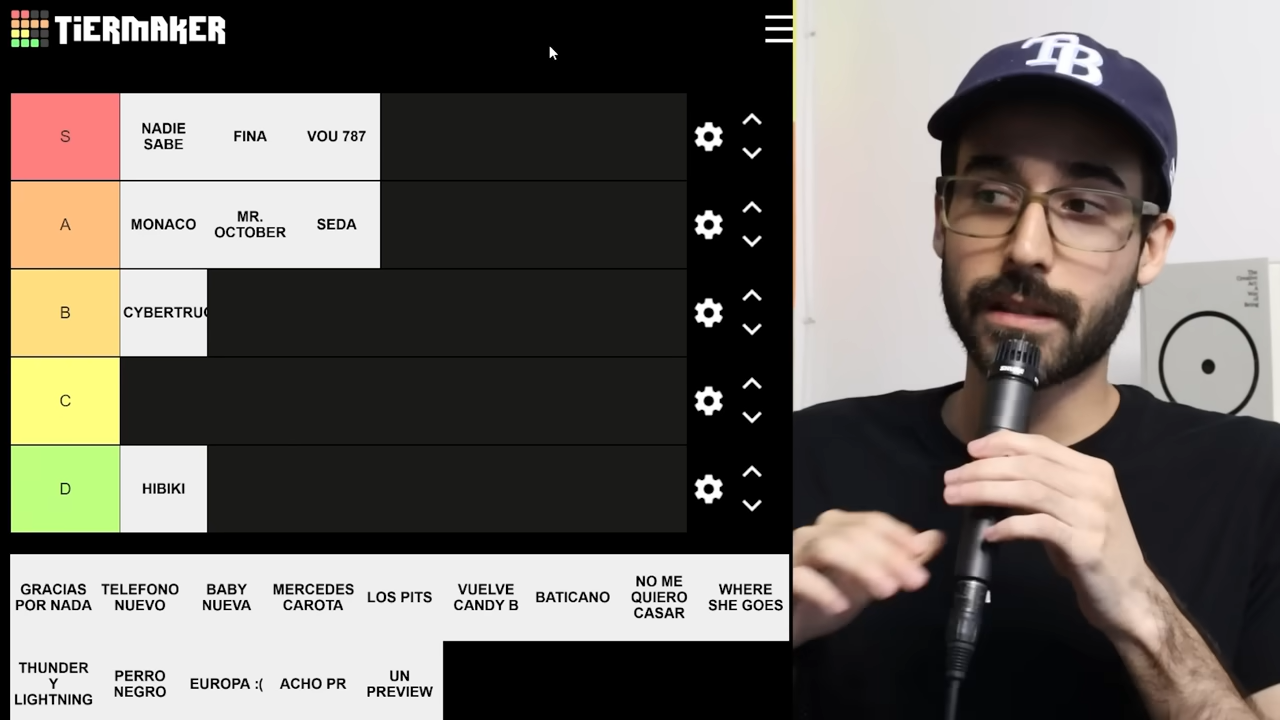 TiERMAKER
S
NADIE
SABE
FINA
VOU 787
A
MONACO
MR.
OCTOBER
SEDA
B
CYBERTRUC
C
D
HIBIKI
GRACIAS
POR NADA
TELEFONO
NUEVO
BABY
NUEVA
MERCEDES
CAROTA
LOS PITS
VUELVE
CANDY B
BATICANO
NO ME
QUIERO
CASAR
WHERE
SHE GOES
THUNDER
Y
LIGHTNING
PERRO
NEGRO
EUROPA :(
ACHO PR
UN
PREVIEW
TB